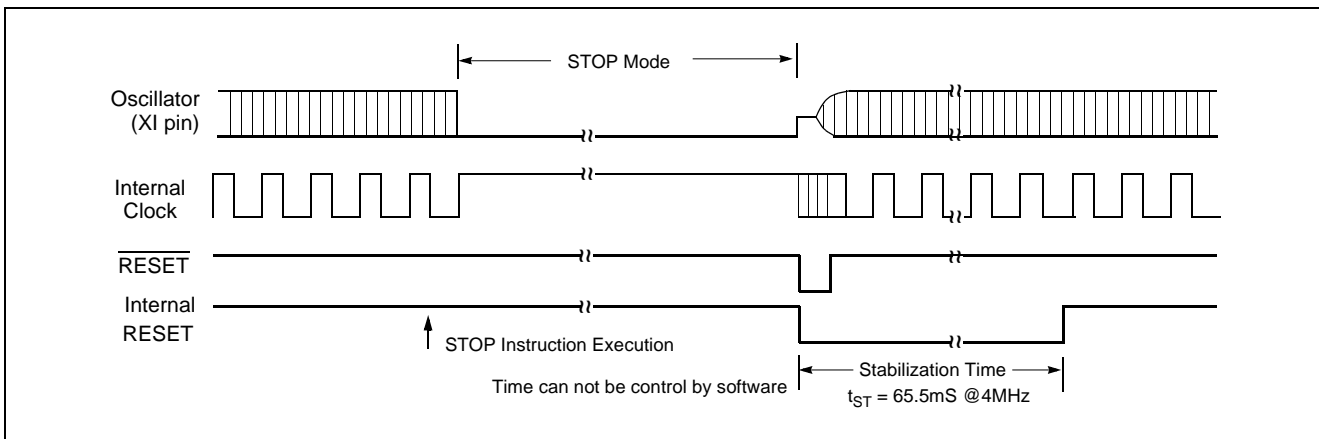 STOP Mode
Oscillator
(XI pin)
Internal
Clock
RESET
Internal
RESET
STOP Instruction Execution
Time can not be control by software
Stabilization Time
tST = 65.5mS @4MHz